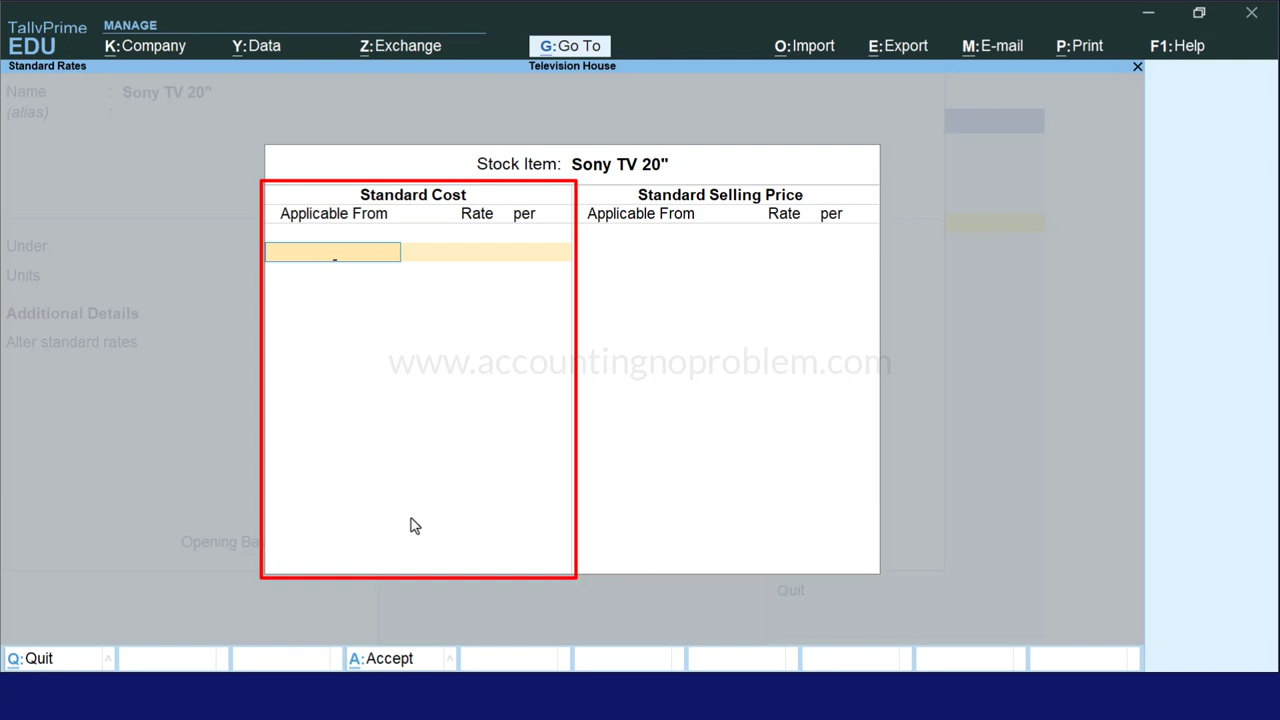 TallyPrime
EDU
MANAGE
K:Company
Y:Data
Z:Exchange
G:Go To
O:Import
E:Export
M:E-mail
P:Print
F1:Help
Standard Rates
Television House
Name : Sony TV 20"
(alias) :
Stock Item: Sony TV 20"
Standard Cost
Standard Selling Price
Applicable From Rate per
Applicable From Rate per
Under
Units
Additional Details
Alter standard rates
www.accountingnoproblem.com
Opening Ba
Quit
Q:Quit
A:Accept